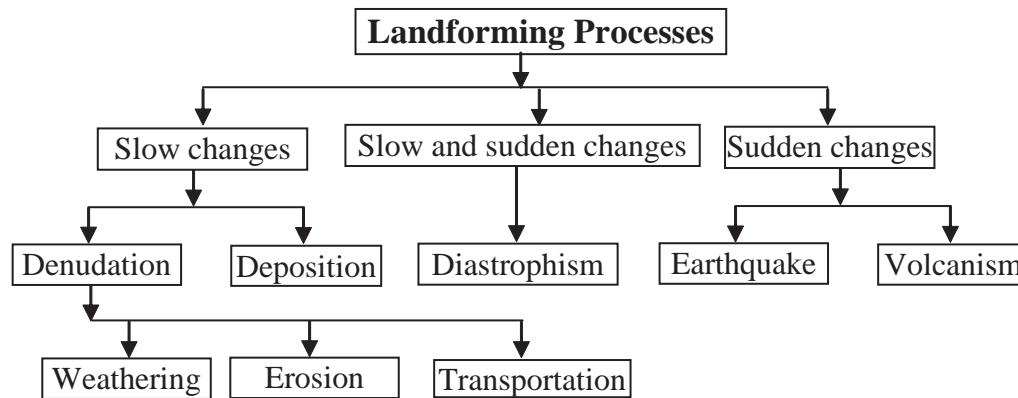 Landforming Processes
Slow changes
Slow and sudden changes
Sudden changes
Denudation
Deposition
Diastrophism
Earthquake
Volcanism
Weathering
Erosion
Transportation